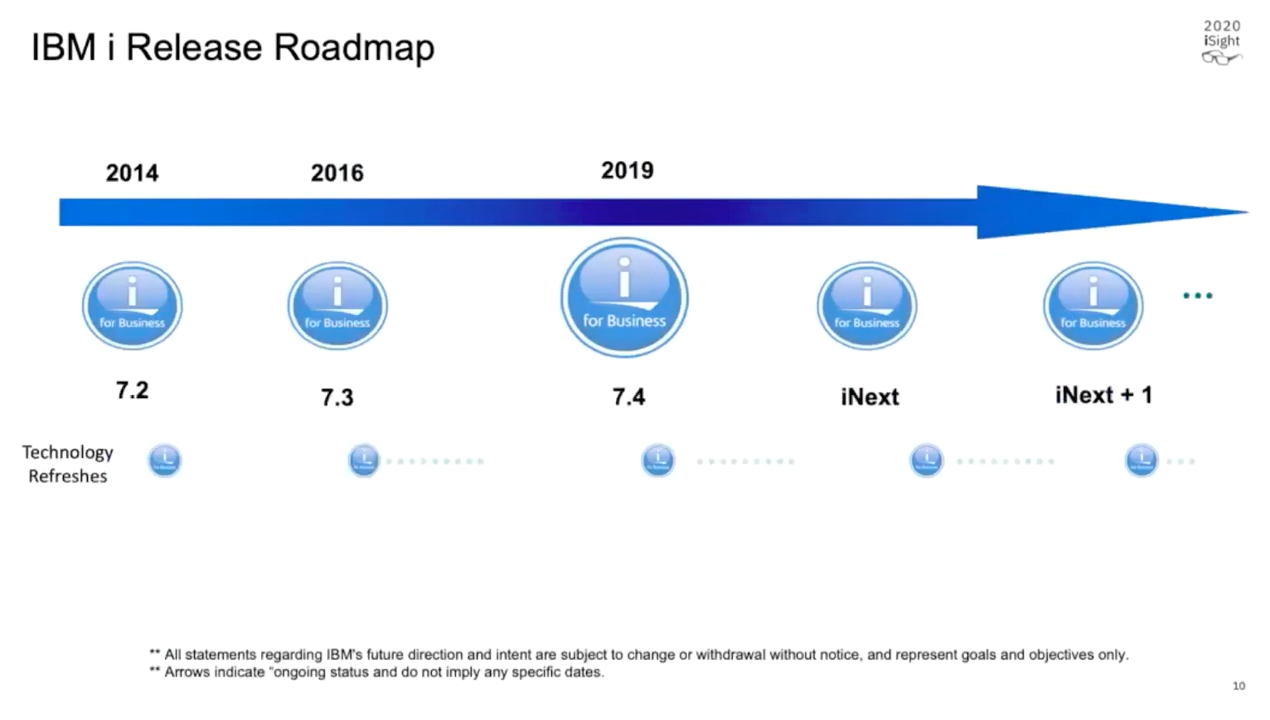 IBM i Release Roadmap
2020
iSight
2014
2016
2019
i
for Business
i
for Business
i
for Business
i
for Business
i
for Business
7.2
7.3
7.4
iNext
iNext + 1
Technology
Refreshes
** All statements regarding IBM's future direction and intent are subject to change or withdrawal without notice, and represent goals and objectives only.
** Arrows indicate "ongoing status and do not imply any specific dates.
10